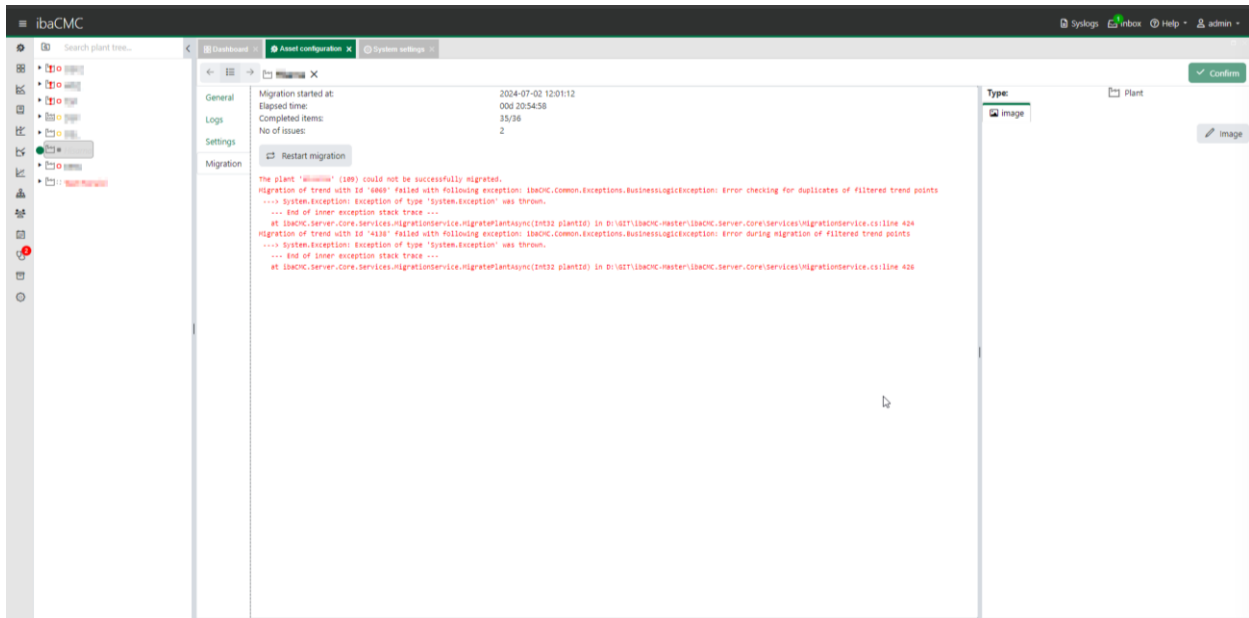 ibaCMC
Syslogs
1
Inbox
Help
admin
Search plant tree...
Dashboard
Asset configuration
System settings
Confirm
General
Logs
Settings
Migration
Migration started at: 2024-07-02 12:01:12
Elapsed time: 00d 20:54:58
Completed items: 35/36
No of issues: 2
Restart migration
The plant ' ' (109) could not be successfully migrated.
Migration of trend with Id '6069' failed with following exception: ibaCMC.Common.Exceptions.BusinessLogicException: Error checking for duplicates of filtered trend points
---> System.Exception: Exception of type 'System.Exception' was thrown.
--- End of inner exception stack trace ---
at ibaCMC.Server.Core.Services.MigrationService.MigratePlantAsync(Int32 plantId) in D:\GIT\ibaCMC-Master\ibaCMC.Server.Core\Services\MigrationService.cs:line 424
Migration of trend with Id '4138' failed with following exception: ibaCMC.Common.Exceptions.BusinessLogicException: Error during migration of filtered trend points
---> System.Exception: Exception of type 'System.Exception' was thrown.
--- End of inner exception stack trace ---
at ibaCMC.Server.Core.Services.MigrationService.MigratePlantAsync(Int32 plantId) in D:\GIT\ibaCMC-Master\ibaCMC.Server.Core\Services\MigrationService.cs:line 426
Type: Plant
image
Image
2